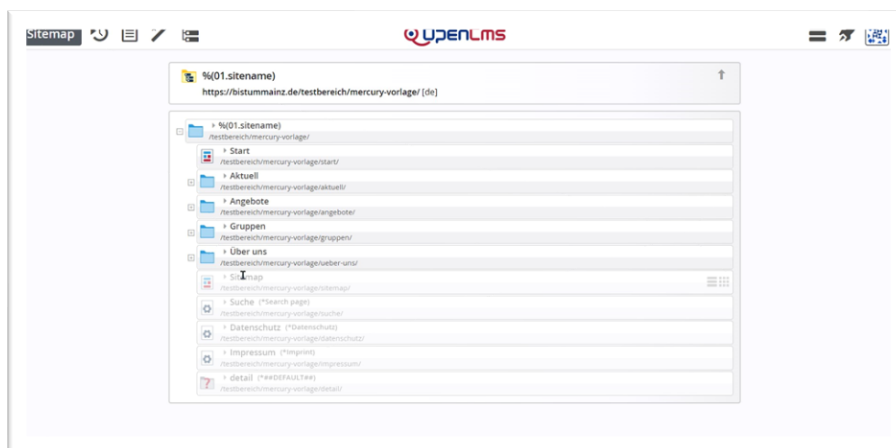 Sitemap
OpenCms
%(01.sitename)
https://bistummainz.de/testbereich/mercury-vorlage/ [de]
%(01.sitename)
/testbereich/mercury-vorlage/
Start
/testbereich/mercury-vorlage/start/
Aktuell
/testbereich/mercury-vorlage/aktuell/
Angebote
/testbereich/mercury-vorlage/angebote/
Gruppen
/testbereich/mercury-vorlage/gruppen/
Über uns
/testbereich/mercury-vorlage/ueber-uns/
Sitemap
/testbereich/mercury-vorlage/sitemap/
Suche (*Search page)
/testbereich/mercury-vorlage/suche/
Datenschutz (*Datenschutz)
/testbereich/mercury-vorlage/datenschutz/
Impressum (*Imprint)
/testbereich/mercury-vorlage/impressum/
detail (*##DEFAULT##)
/testbereich/mercury-vorlage/detail/